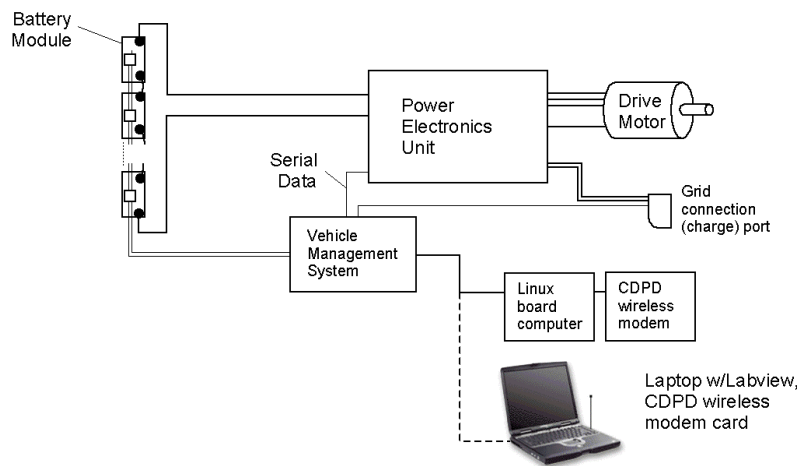 Battery
Module
Power
Electronics
Unit
Drive
Motor
Serial
Data
Grid
connection
(charge) port
Vehicle
Management
System
Linux
board
computer
CDPD
wireless
modem
Laptop w/Labview,
CDPD wireless
modem card